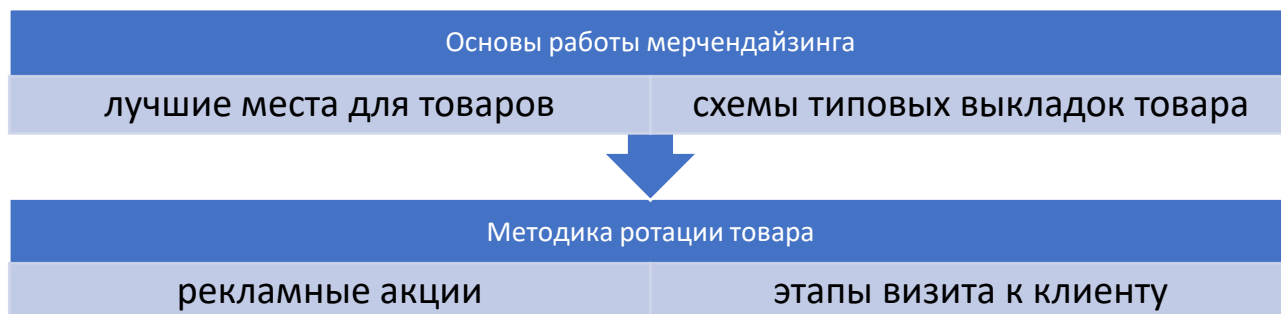 Основы работы мерчендайзинга
лучшие места для товаров
схемы типовых выкладок товара
Методика ротации товара
рекламные акции
этапы визита к клиенту